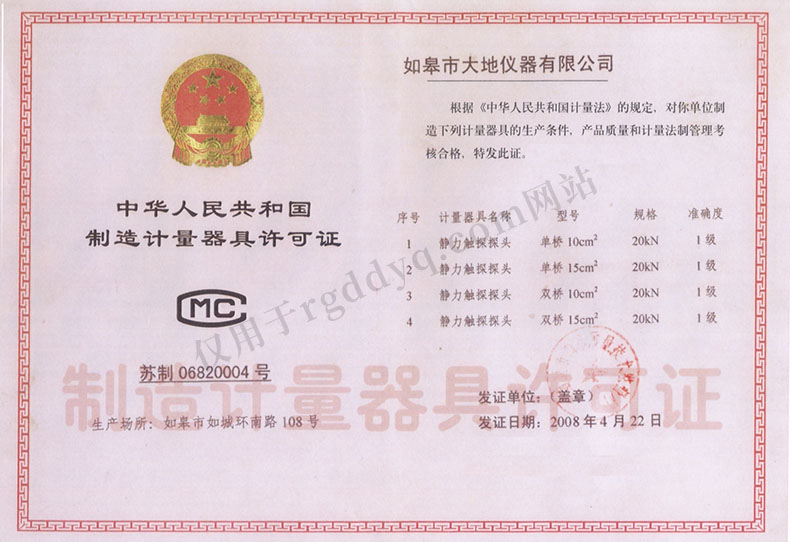 中华人民共和国
制造计量器具许可证
MC
苏制 06820004 号
生产场所：如皋市如城环南路 108 号
如皋市大地仪器有限公司
根据《中华人民共和国计量法》的规定，对你单位制
造下列计量器具的生产条件，产品质量和计量法制管理考
核合格，特发此证。
序号 计量器具名称 型号 规格 准确度
1 静力触探探头 单桥 10cm² 20kN 1 级
2 静力触探探头 单桥 15cm² 20kN 1 级
3 静力触探探头 双桥 10cm² 20kN 1 级
4 静力触探探头 双桥 15cm² 20kN 1 级
发证单位：（盖章）
发证日期：2008 年 4 月 22 日
制造计量器具许可证
仅用于rgddyq.com网站